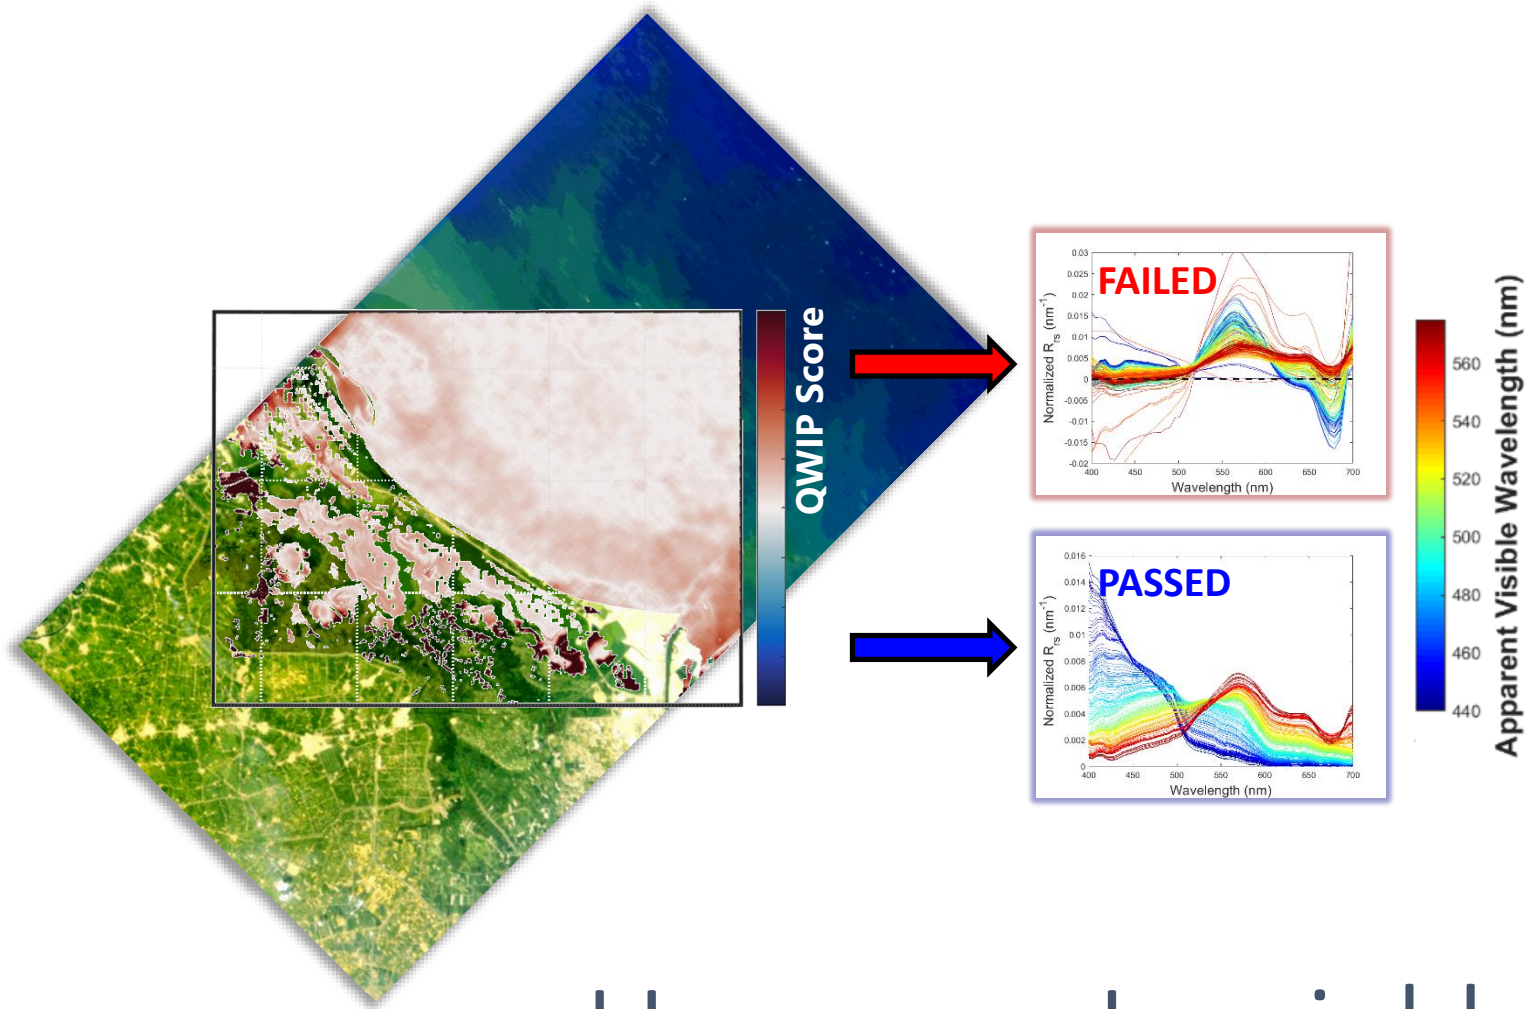 QWIP Score
FAILED
0.03
0.025
0.02
0.015
0.01
0.005
0
-0.005
-0.01
-0.015
-0.02
400 450 500 550 600 650 700
Wavelength (nm)
Normalized Rrs (nm-1)
PASSED
0.016
0.014
0.012
0.01
0.008
0.006
0.004
0.002
0
400 450 500 550 600 650 700
Wavelength (nm)
Normalized Rrs (nm-1)
560
540
520
500
480
460
440
Apparent Visible Wavelength (nm)